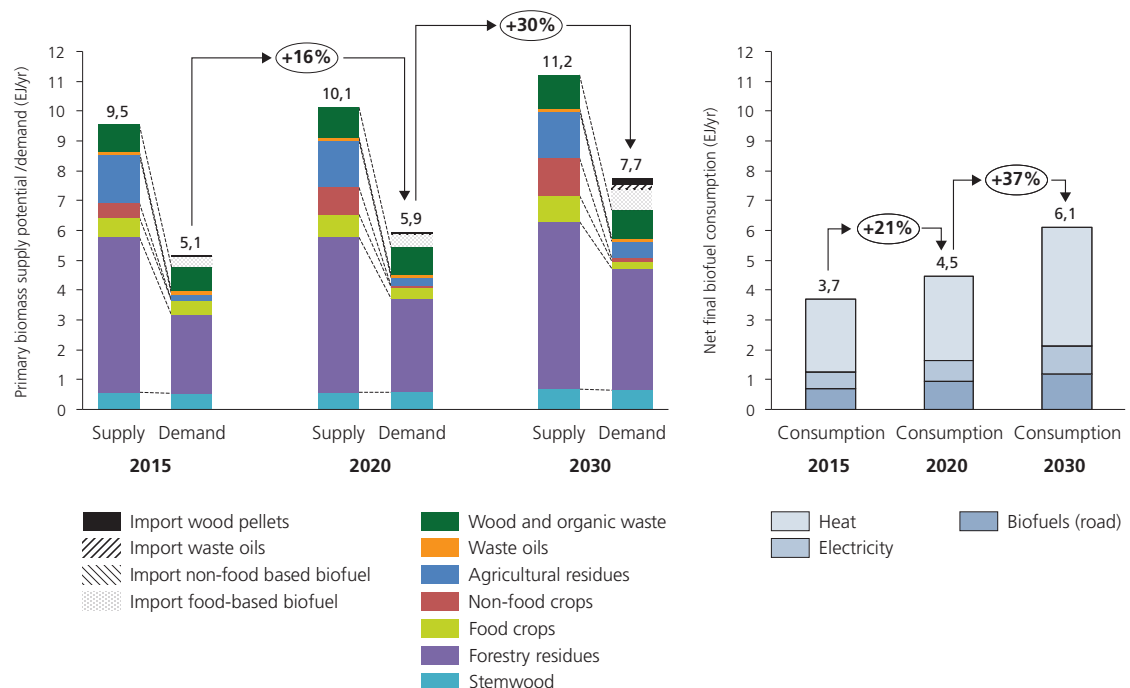 Primary biomass supply potential /demand (EJ/yr)
12
11
10
9
8
7
6
5
4
3
2
1
0
+16%
+30%
9,5
5,1
10,1
5,9
11,2
7,7
Supply Demand
2015
Supply Demand
2020
Supply Demand
2030
Net final biofuel consumption (EJ/yr)
12
11
10
9
8
7
6
5
4
3
2
1
0
+21%
+37%
3,7
4,5
6,1
Consumption Consumption Consumption
2015 2020 2030
Import wood pellets
Import waste oils
Import non-food based biofuel
Import food-based biofuel
Wood and organic waste
Waste oils
Agricultural residues
Non-food crops
Food crops
Forestry residues
Stemwood
Heat
Electricity
Biofuels (road)